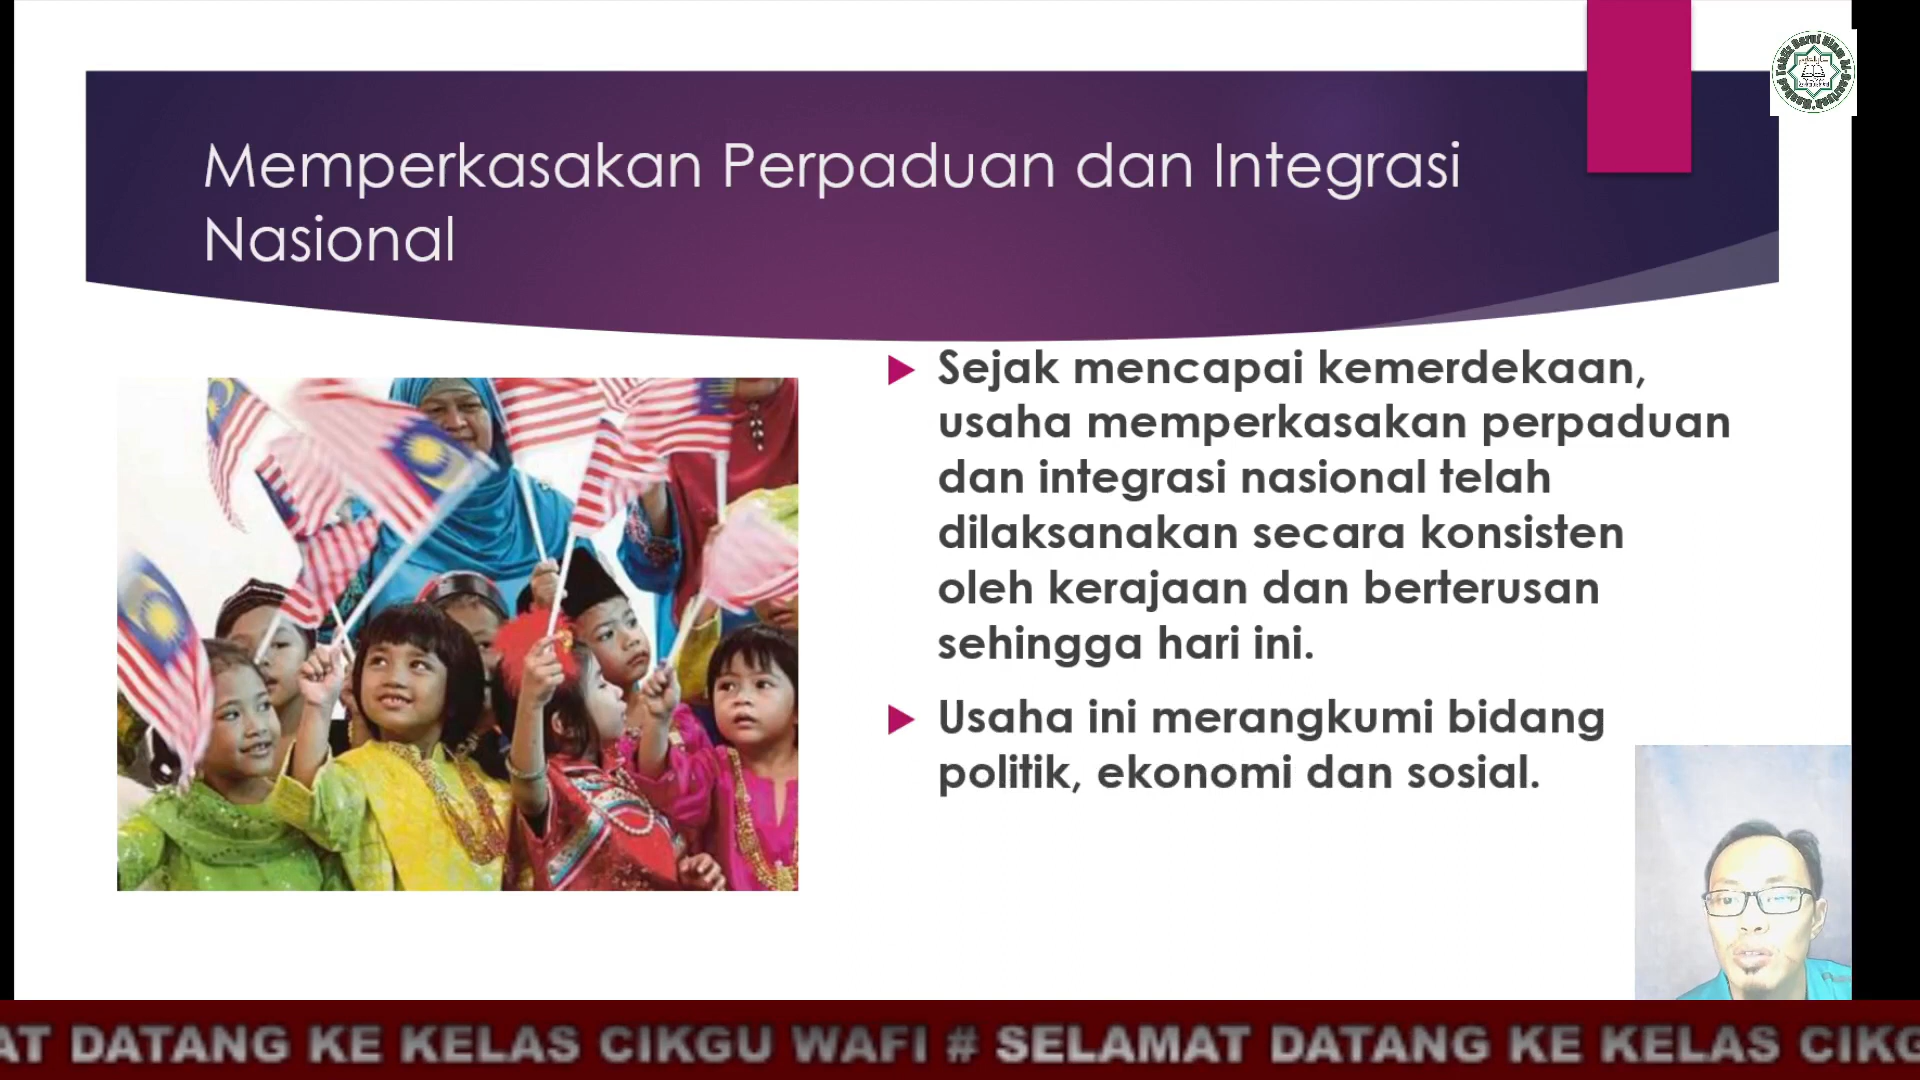 Memperkasakan Perpaduan dan Integrasi
Nasional
Sejak mencapai kemerdekaan,
usaha memperkasakan perpaduan
dan integrasi nasional telah
dilaksanakan secara konsisten
oleh kerajaan dan berterusan
sehingga hari ini.
Usaha ini merangkumi bidang
politik, ekonomi dan sosial.
AT DATANG KE KELAS CIKGU WAFI # SELAMAT DATANG KE KELAS CIKG